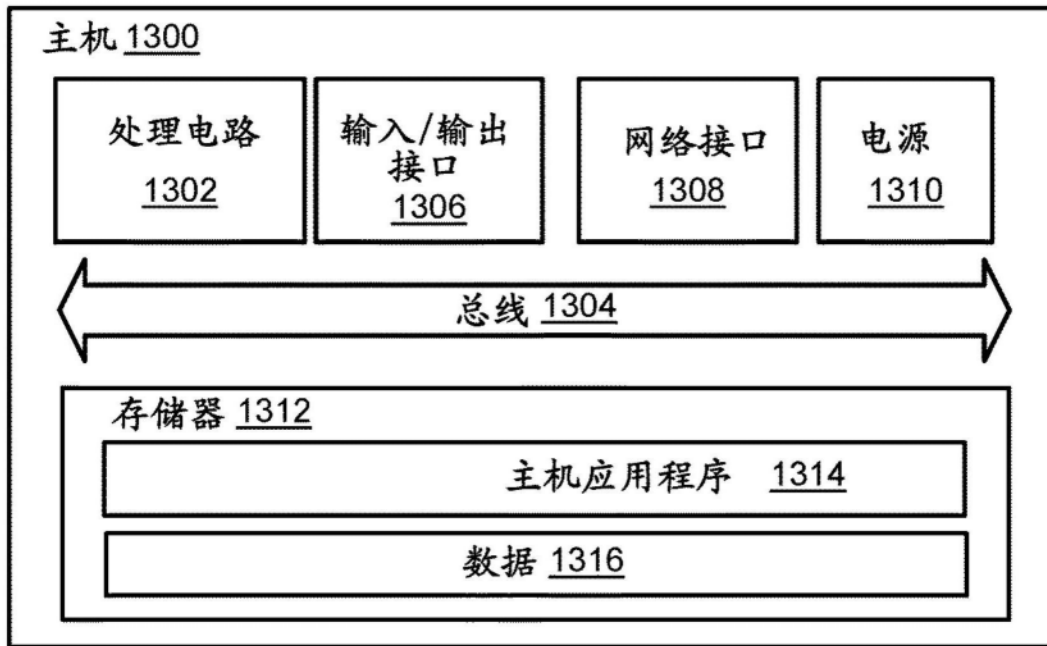 主机 1300
处理电路
1302
输入/输出
接口
1306
网络接口
1308
电源
1310
总线 1304
存储器 1312
主机应用程序 1314
数据 1316